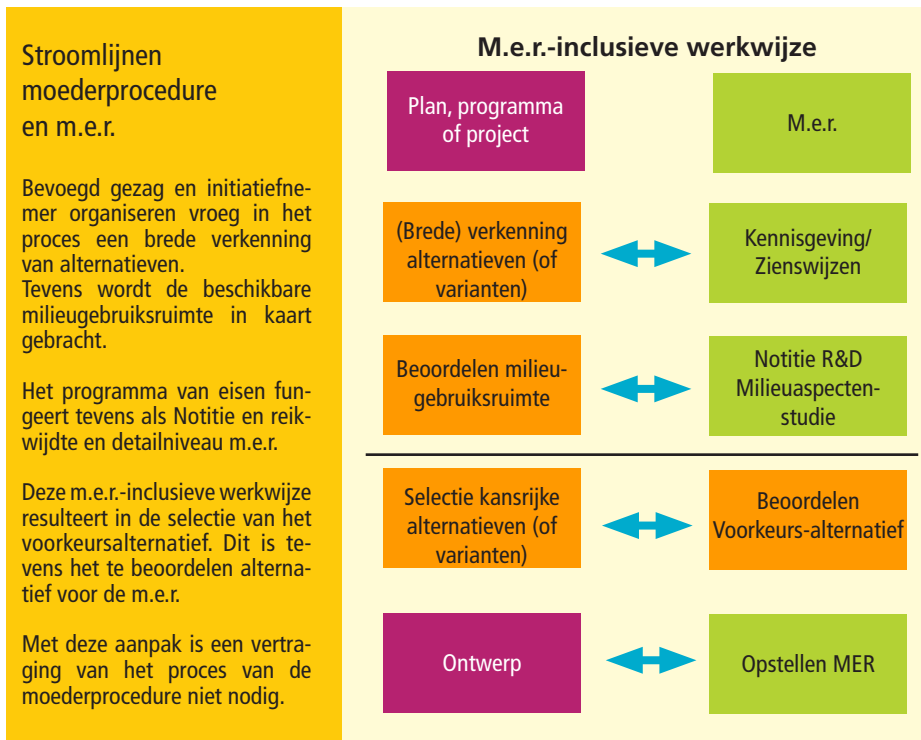 Stroomlijnen
moederprocedure
en m.e.r.
Bevoegd gezag en initiatiefne-
mer organiseren vroeg in het
proces een brede verkenning
van alternatieven.
Tevens wordt de beschikbare
milieugebruiksruimte in kaart
gebracht.
Het programma van eisen fun-
geert tevens als Notitie en reik-
wijdte en detailniveau m.e.r.
Deze m.e.r.-inclusieve werkwijze
resulteert in de selectie van het
voorkeursalternatief. Dit is te-
vens het te beoordelen alterna-
tief voor de m.e.r.
Met deze aanpak is een vertra-
ging van het proces van de
moederprocedure niet nodig.
M.e.r.-inclusieve werkwijze
Plan, programma
of project
M.e.r.
(Brede) verkenning
alternatieven (of
varianten)
Kennisgeving/
Zienswijzen
Beoordelen milieu-
gebruiksruimte
Notitie R&D
Milieuaspecten-
studie
Selectie kansrijke
alternatieven (of
varianten)
Beoordelen
Voorkeurs-alternatief
Ontwerp
Opstellen MER